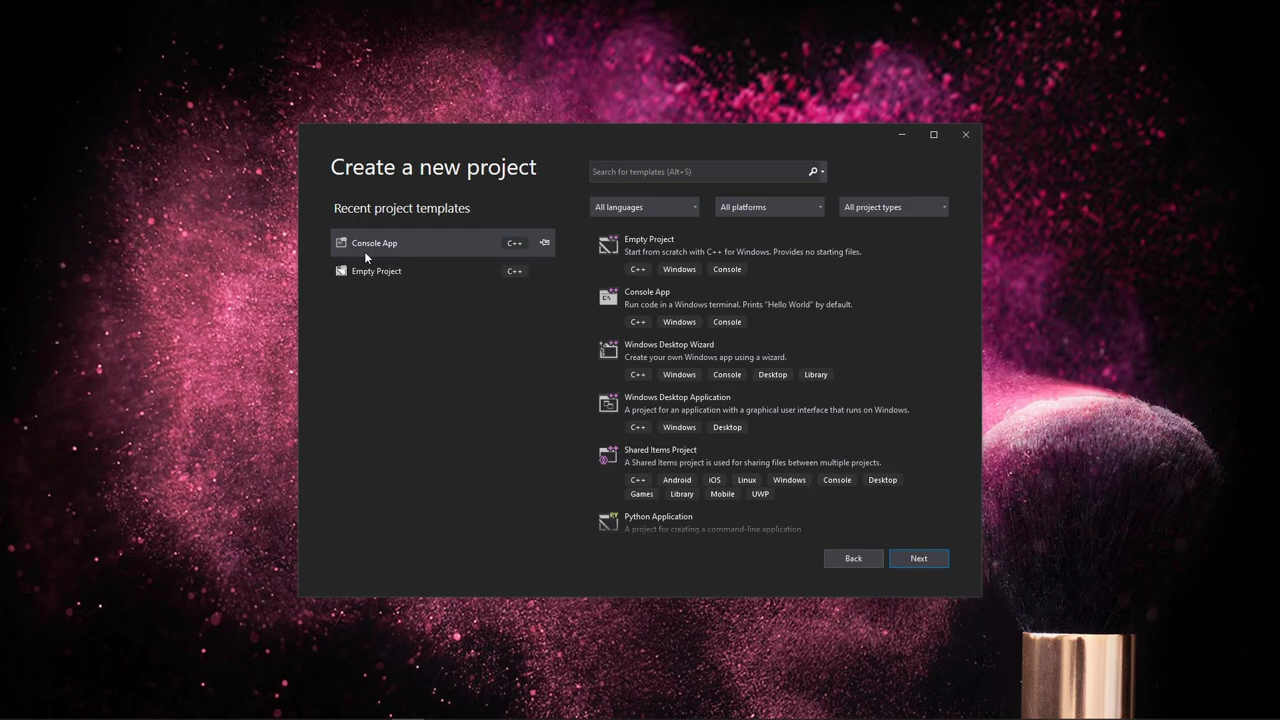 Create a new project
Search for templates (Alt+S)
Recent project templates
All languages
All platforms
All project types
Console App
C++
Empty Project
C++
Empty Project
Start from scratch with C++ for Windows. Provides no starting files.
C++ Windows Console
Console App
Run code in a Windows terminal. Prints "Hello World" by default.
C++ Windows Console
Windows Desktop Wizard
Create your own Windows app using a wizard.
C++ Windows Console Desktop Library
Windows Desktop Application
A project for an application with a graphical user interface that runs on Windows.
C++ Windows Desktop
Shared Items Project
A Shared Items project is used for sharing files between multiple projects.
C++ Android iOS Linux Windows Console Desktop
Games Library Mobile UWP
Python Application
A project for creating a command-line application
Back
Next